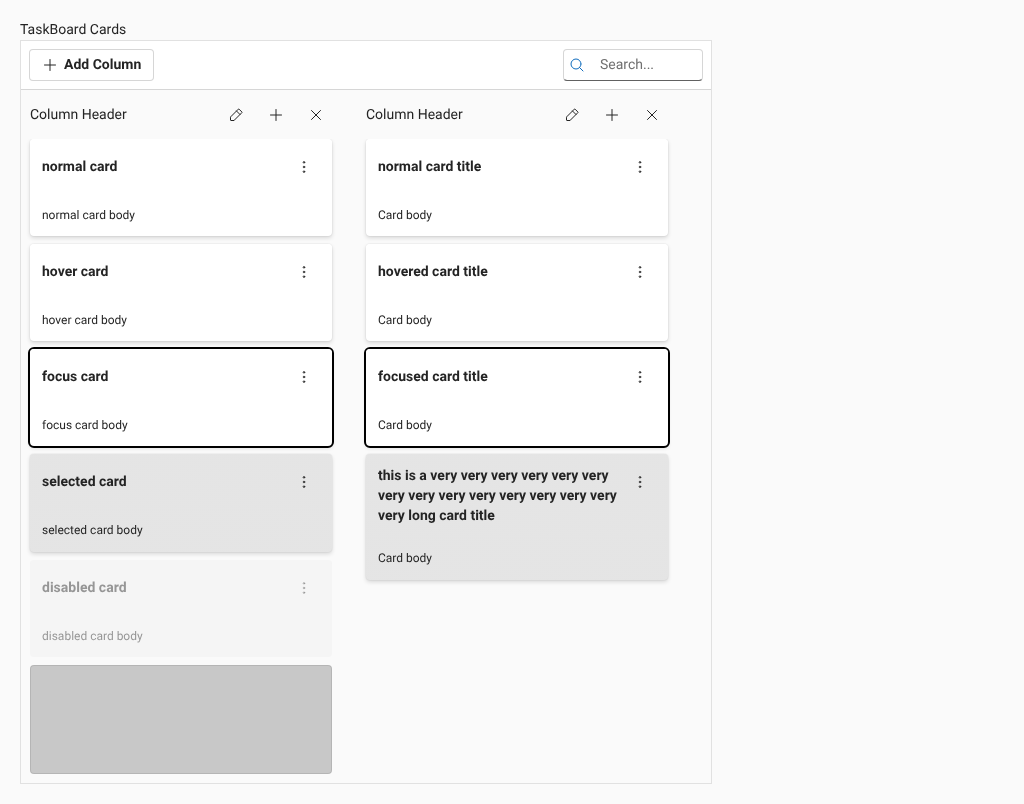 TaskBoard Cards
Add Column
Search...
Column Header
normal card
normal card body
hover card
hover card body
focus card
focus card body
selected card
selected card body
disabled card
disabled card body
Column Header
normal card title
Card body
hovered card title
Card body
focused card title
Card body
this is a very very very very very very
very very very very very very very very
very long card title
Card body